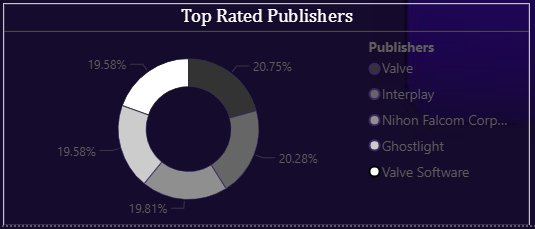 Top Rated Publishers
Publishers
Valve
Interplay
Nihon Falcom Corp...
Ghostlight
Valve Software
20.75%
20.28%
19.81%
19.58%
19.58%